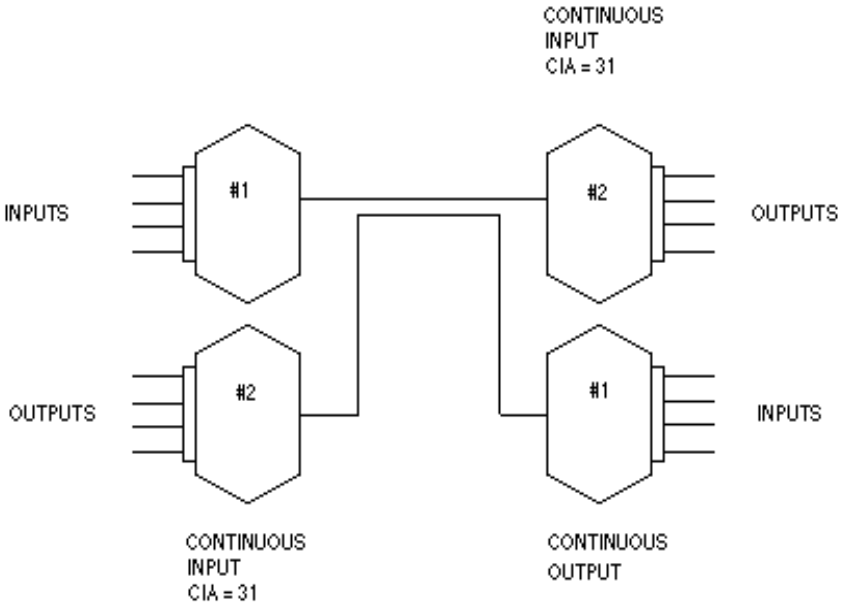 CONTINUOUS
INPUT
CIA = 31
#1
#2
INPUTS
OUTPUTS
#2
#1
OUTPUTS
INPUTS
CONTINUOUS
INPUT
CIA = 31
CONTINUOUS
OUTPUT